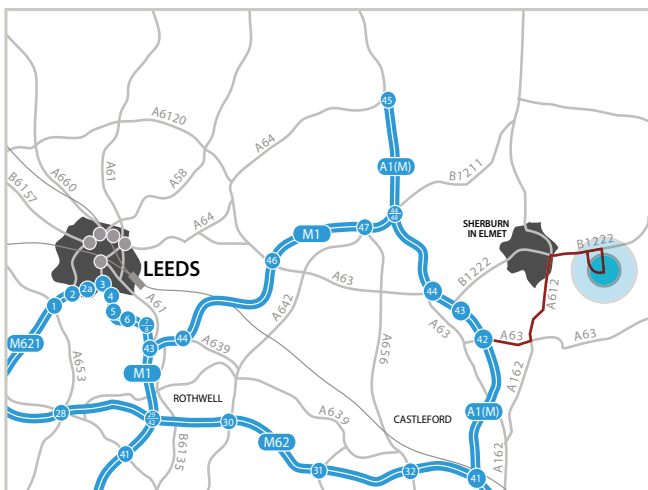 45
A6120
A64
A1(M)
A61
A58
A660
B6157
B1211
44
48
A64
47
M1
SHERBURN
IN ELMET
B1222
46
LEEDS
B1222
A612
3
2a
2
4
1
5
6
7
8
A61
A642
A63
44
43
A63
42
A63
A63
M621
44
43
A639
A653
A656
A162
M1
ROTHWELL
28
29
42
30
A639
CASTLEFORD
A1(M)
M62
B6135
A162
41
31
32
41